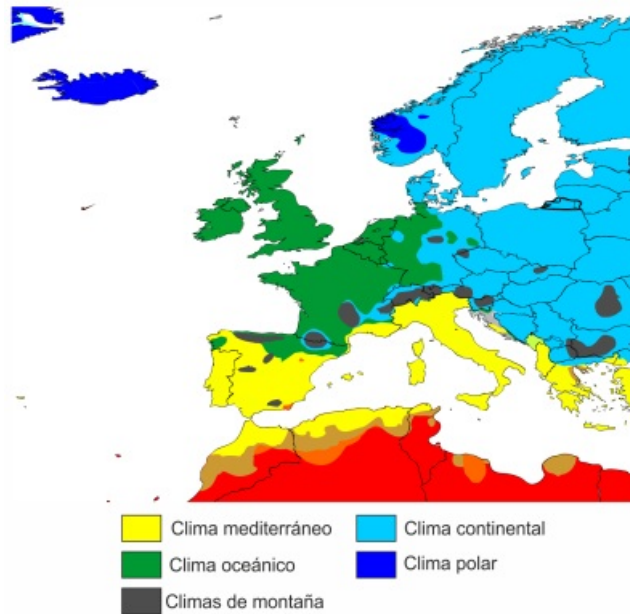 Clima mediterráneo
Clima continental
Clima oceánico
Clima polar
Climas de montaña